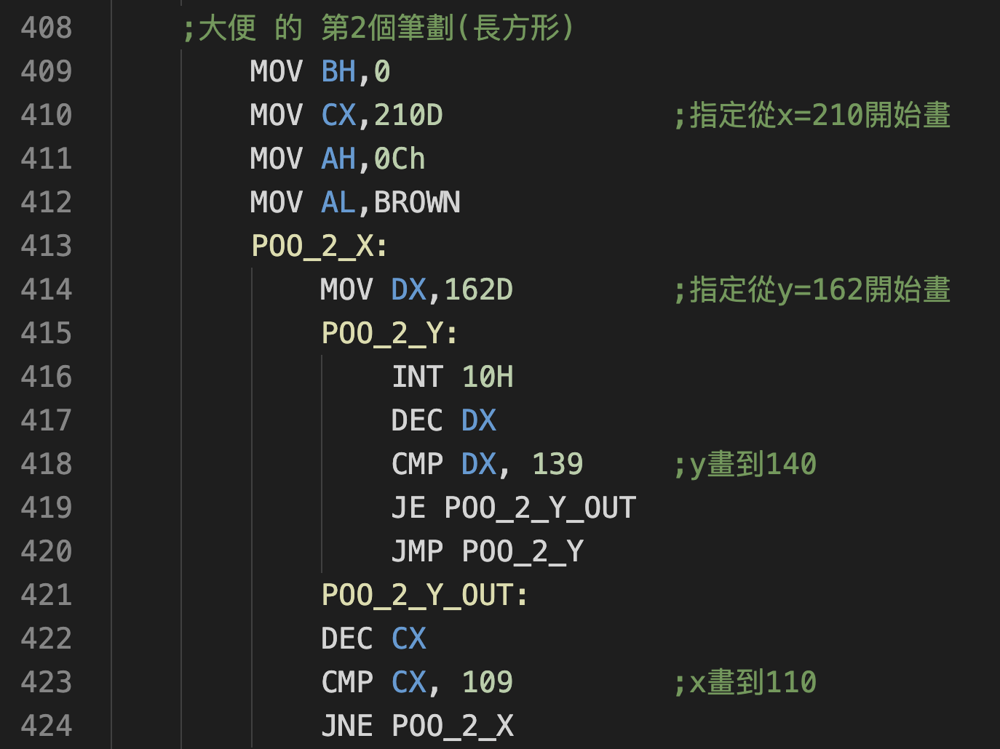 408 ;大便 的 第2個筆劃(長方形)
409 MOV BH,0
410 MOV CX,210D ;指定從x=210開始畫
411 MOV AH,0Ch
412 MOV AL,BROWN
413 POO_2_X:
414 MOV DX,162D ;指定從y=162開始畫
415 POO_2_Y:
416 INT 10H
417 DEC DX
418 CMP DX, 139 ;y畫到140
419 JE POO_2_Y_OUT
420 JMP POO_2_Y
421 POO_2_Y_OUT:
422 DEC CX
423 CMP CX, 109 ;x畫到110
424 JNE POO_2_X